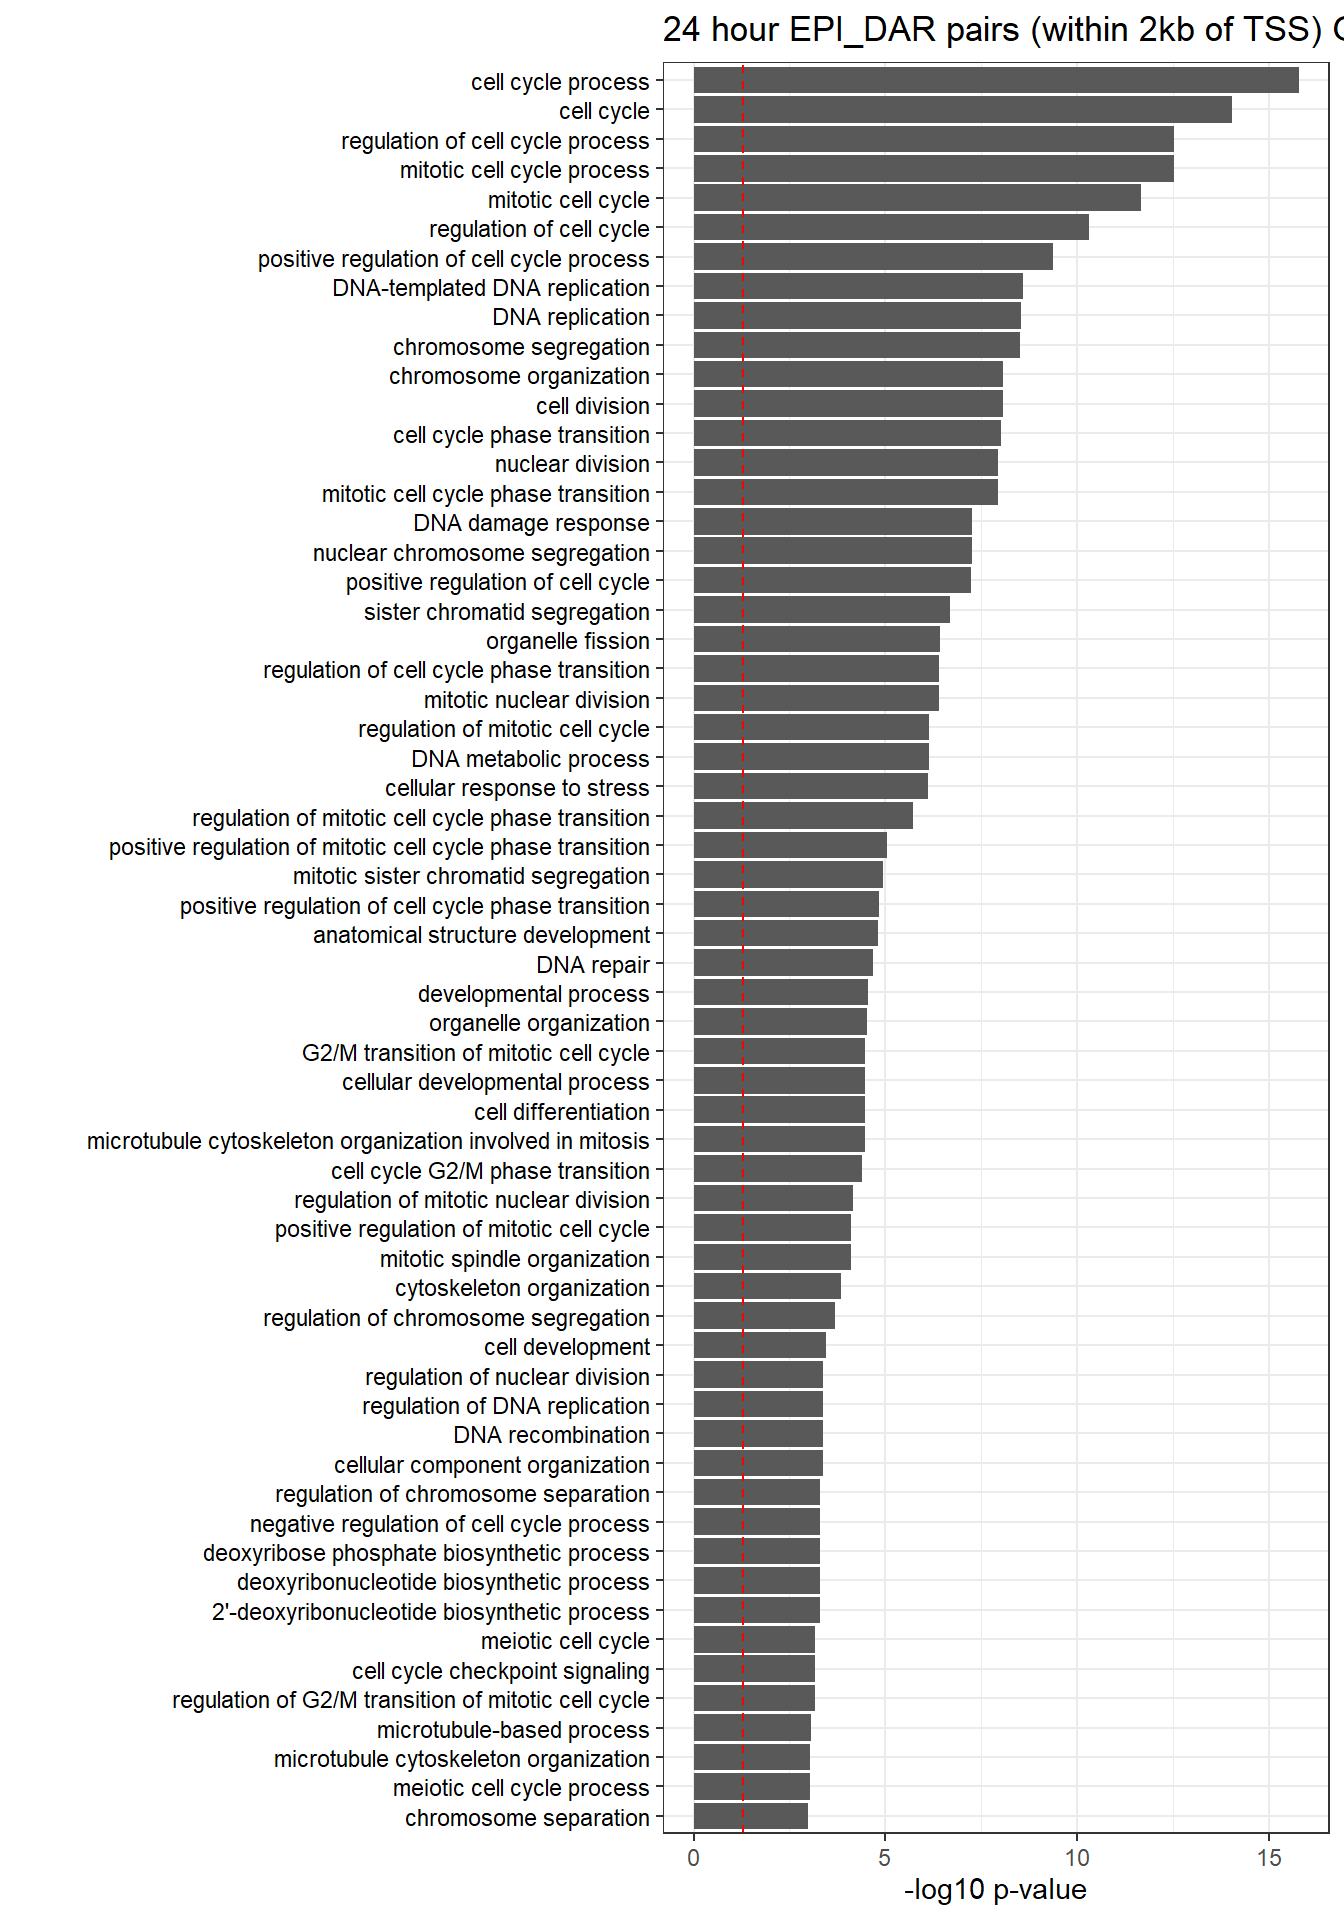 24 hour EPI_DAR pairs (within 2kb of TSS)
cell cycle process
cell cycle
regulation of cell cycle process
mitotic cell cycle process
mitotic cell cycle
regulation of cell cycle
positive regulation of cell cycle process
DNA-templated DNA replication
DNA replication
chromosome segregation
chromosome organization
cell division
cell cycle phase transition
nuclear division
mitotic cell cycle phase transition
DNA damage response
nuclear chromosome segregation
positive regulation of cell cycle
sister chromatid segregation
organelle fission
regulation of cell cycle phase transition
mitotic nuclear division
regulation of mitotic cell cycle
DNA metabolic process
cellular response to stress
regulation of mitotic cell cycle phase transition
positive regulation of mitotic cell cycle phase transition
mitotic sister chromatid segregation
positive regulation of cell cycle phase transition
anatomical structure development
DNA repair
developmental process
organelle organization
G2/M transition of mitotic cell cycle
cellular developmental process
cell differentiation
microtubule cytoskeleton organization involved in mitosis
cell cycle G2/M phase transition
regulation of mitotic nuclear division
positive regulation of mitotic cell cycle
mitotic spindle organization
cytoskeleton organization
regulation of chromosome segregation
cell development
regulation of nuclear division
regulation of DNA replication
DNA recombination
cellular component organization
regulation of chromosome separation
negative regulation of cell cycle process
deoxyribose phosphate biosynthetic process
deoxyribonucleotide biosynthetic process
2'-deoxyribonucleotide biosynthetic process
meiotic cell cycle
cell cycle checkpoint signaling
regulation of G2/M transition of mitotic cell cycle
microtubule-based process
microtubule cytoskeleton organization
meiotic cell cycle process
chromosome separation
0 5 10 15
-log10 p-value